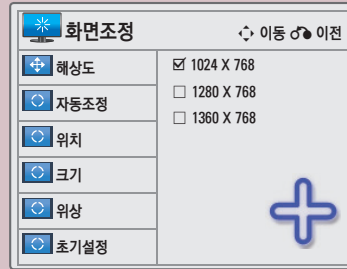 화면조정
이동 이전
해상도
자동조정
위치
크기
위상
초기설정
1024 X 768
1280 X 768
1360 X 768